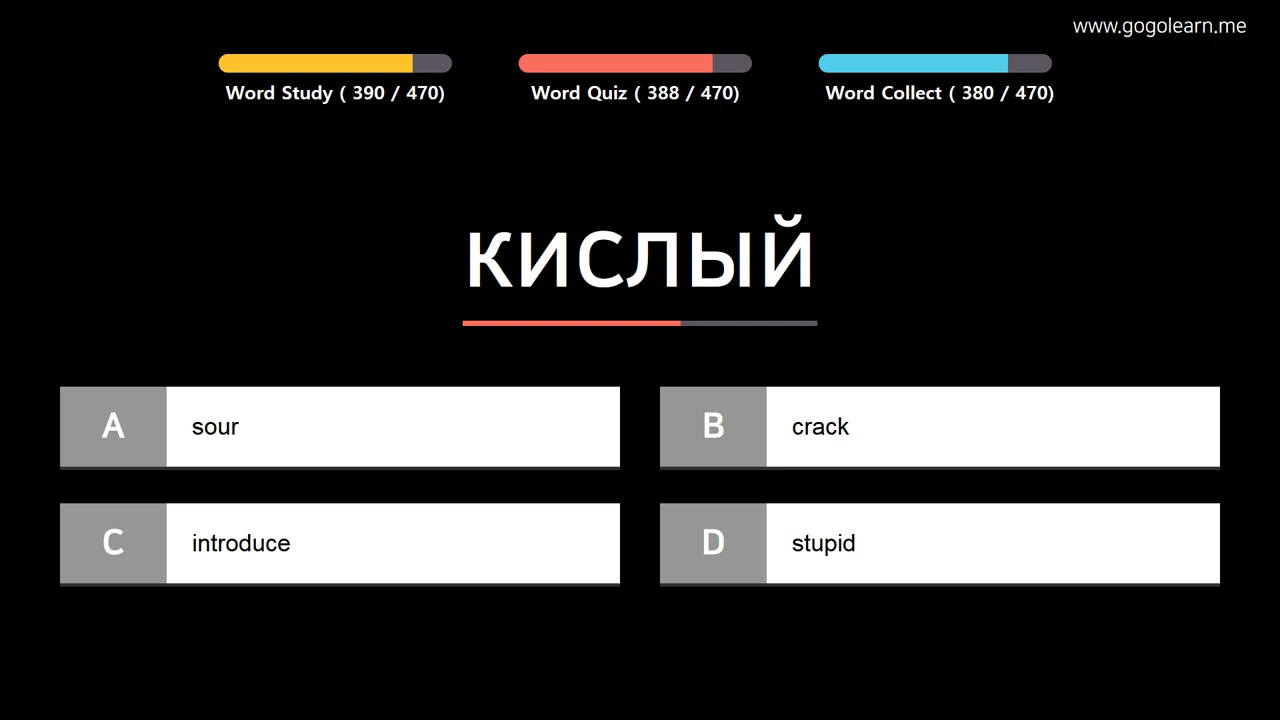 www.gogolearn.me
Word Study ( 390 / 470)
Word Quiz ( 388 / 470)
Word Collect ( 380 / 470)
кислый
A sour
B crack
C introduce
D stupid